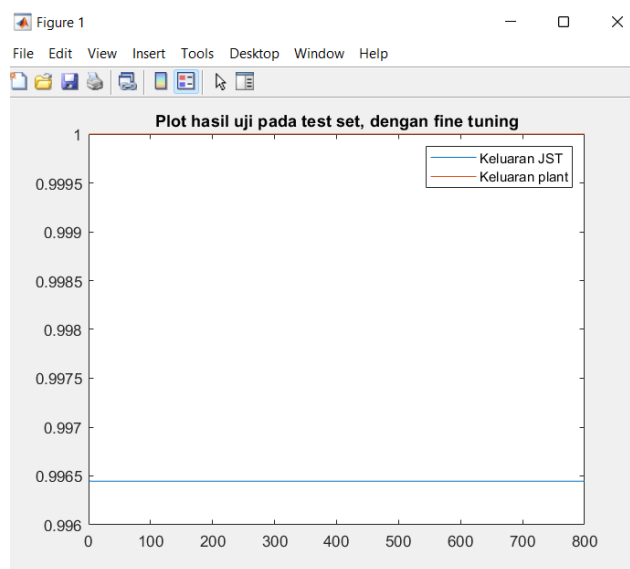 Figure 1
File Edit View Insert Tools Desktop Window Help
Plot hasil uji pada test set, dengan fine tuning
Keluaran JST
Keluaran plant
1
0.9995
0.999
0.9985
0.998
0.9975
0.997
0.9965
0.996
0 100 200 300 400 500 600 700 800